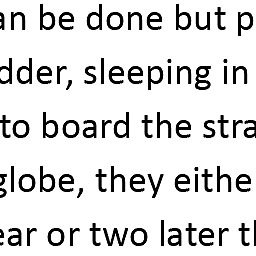 an be done but p
dder, sleeping in
to board the stra
globe, they eithe
ear or two later th